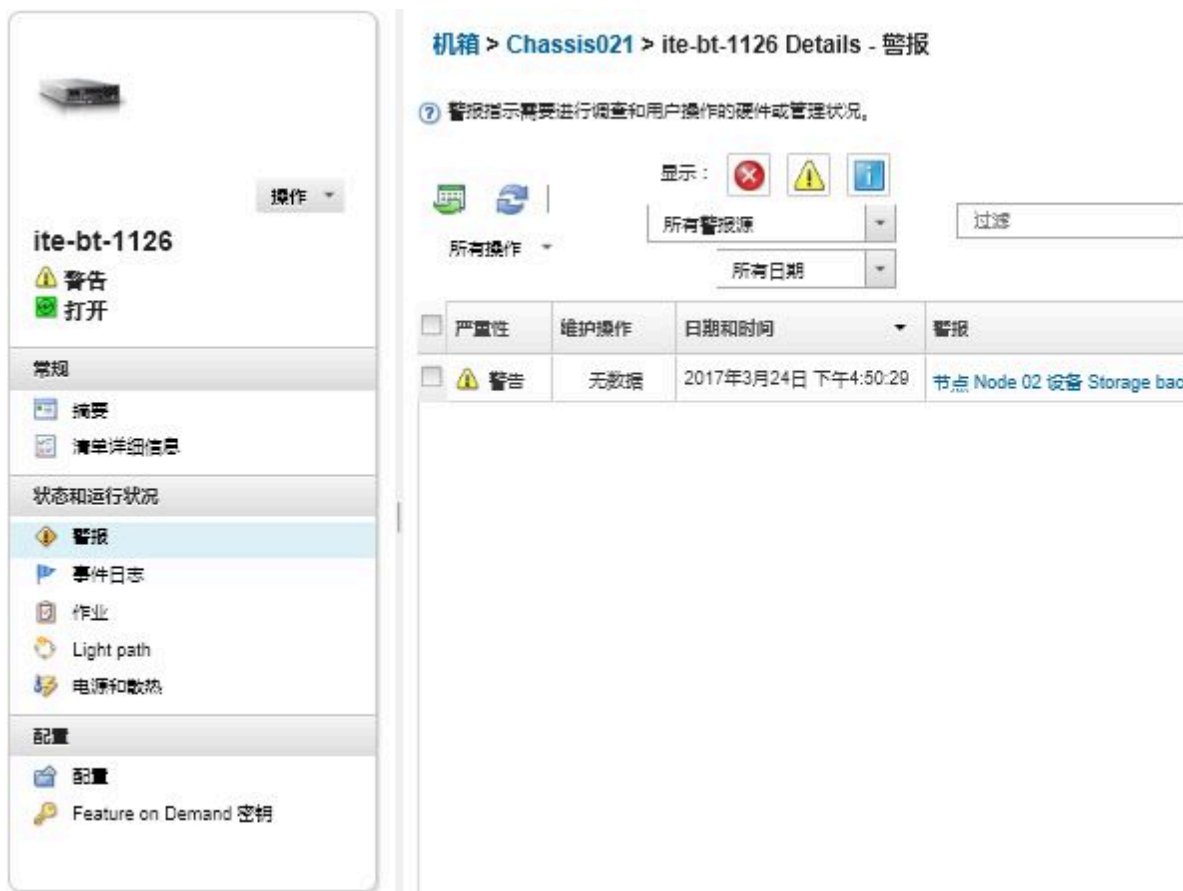 操作
ite-bt-1126
警告
打开
常规
摘要
清单详细信息
状态和运行状况
警报
事件日志
作业
Light path
电源和散热
配置
配置
Feature on Demand 密钥
机箱 > Chassis021 > ite-bt-1126 Details - 警报
警报指示需要进行调查和用户操作的硬件或管理状况。
显示：
所有警报源
过滤
所有操作
所有日期
严重性 维护操作 日期和时间 警报
警告 无数据 2017年3月24日 下午4:50:29 节点 Node 02 设备 Storage bac